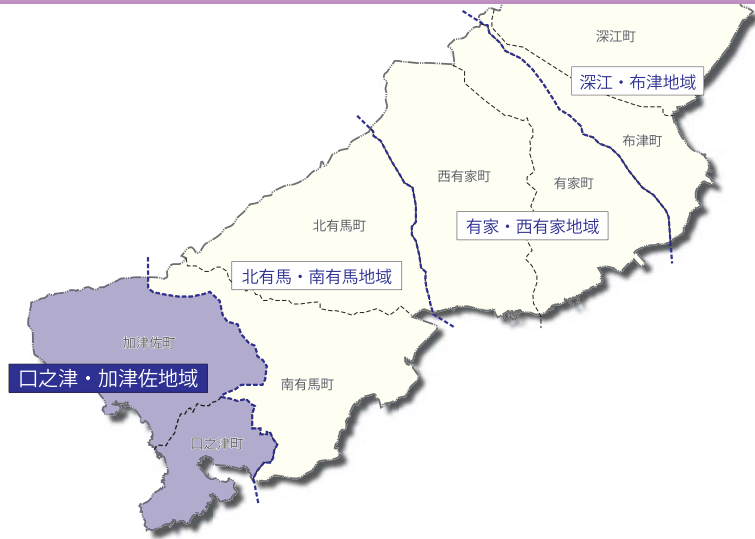 深江町
深江・布津地域
布津町
西有家町
有家町
有家・西有家地域
北有馬町
北有馬・南有馬地域
加津佐町
口之津・加津佐地域
南有馬町
口之津町